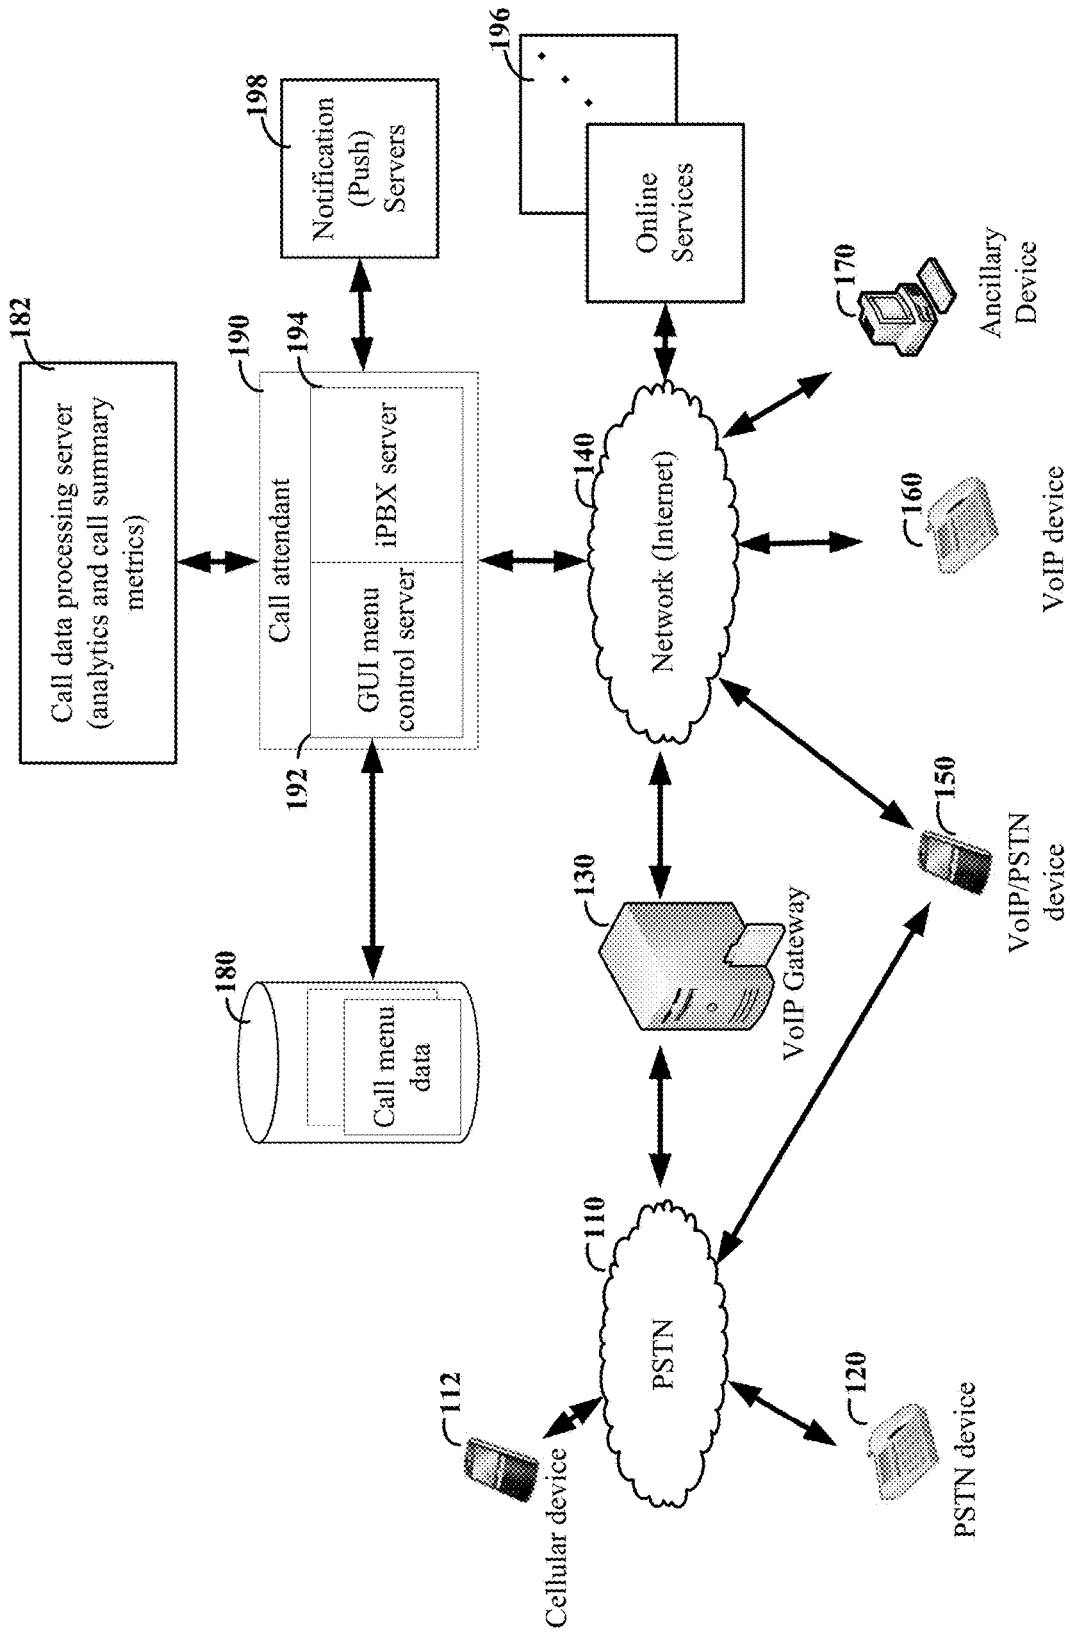 182
Call data processing server
(analytics and call summary
metrics)
190
Call attendant
194
192
GUI menu
control server
iPBX server
198
Notification
(Push)
Servers
180
Call menu
data
196
Online
Services
140
Network (Internet)
130
VoIP Gateway
110
PSTN
112
Cellular device
120
PSTN device
150
VoIP/PSTN
device
160
VoIP device
170
Ancillary
Device